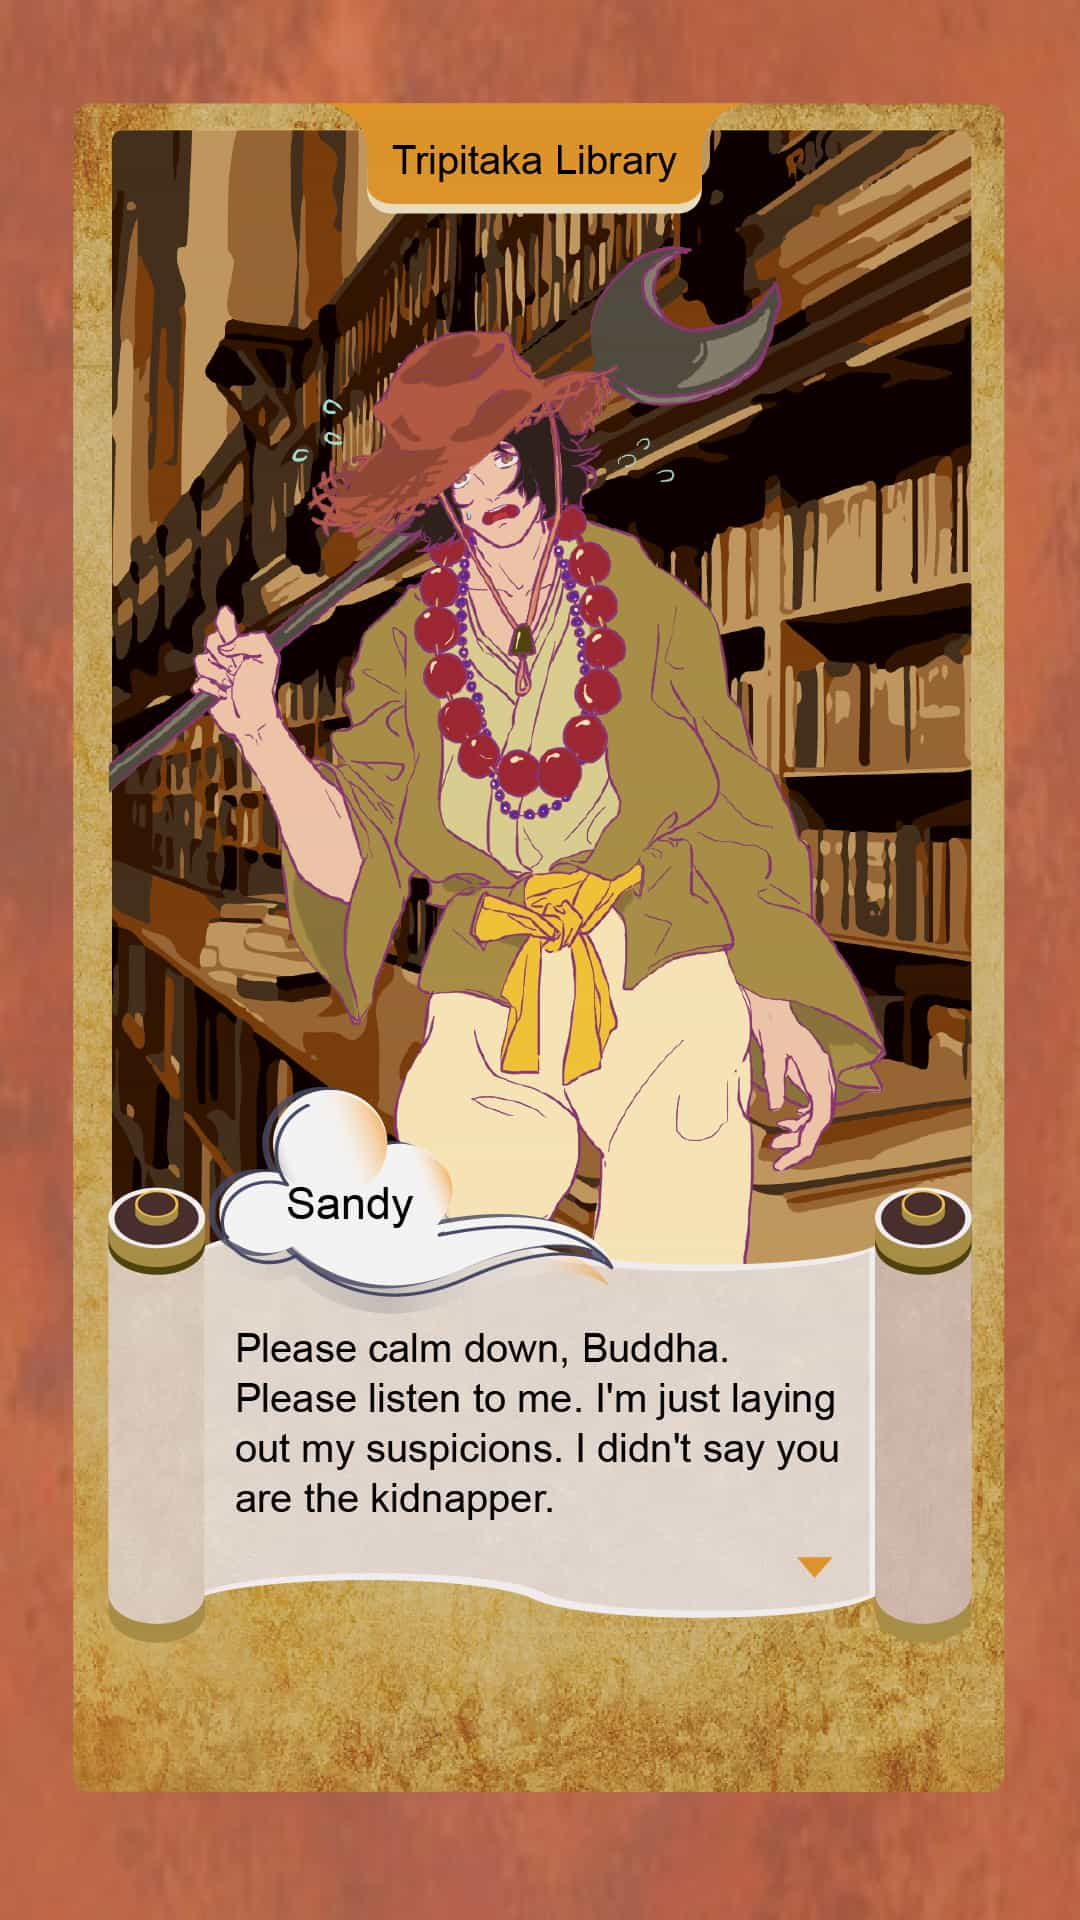 Tripitaka Library
Sandy
Please calm down, Buddha.
Please listen to me. I'm just laying
out my suspicions. I didn't say you
are the kidnapper.